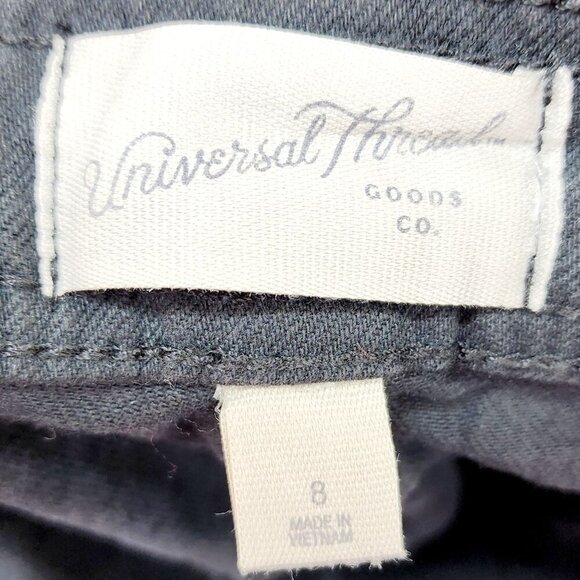 Universal Thread
GOODS
CO.
8
MADE IN
VIETNAM